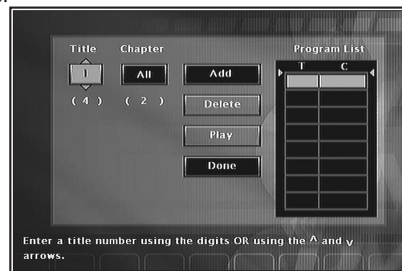 Title Chapter Program List
T C
1 All Add
( 4 ) ( 2 ) Delete
Play
Done
Enter a title number using the digits OR using the ^ and v
arrows.